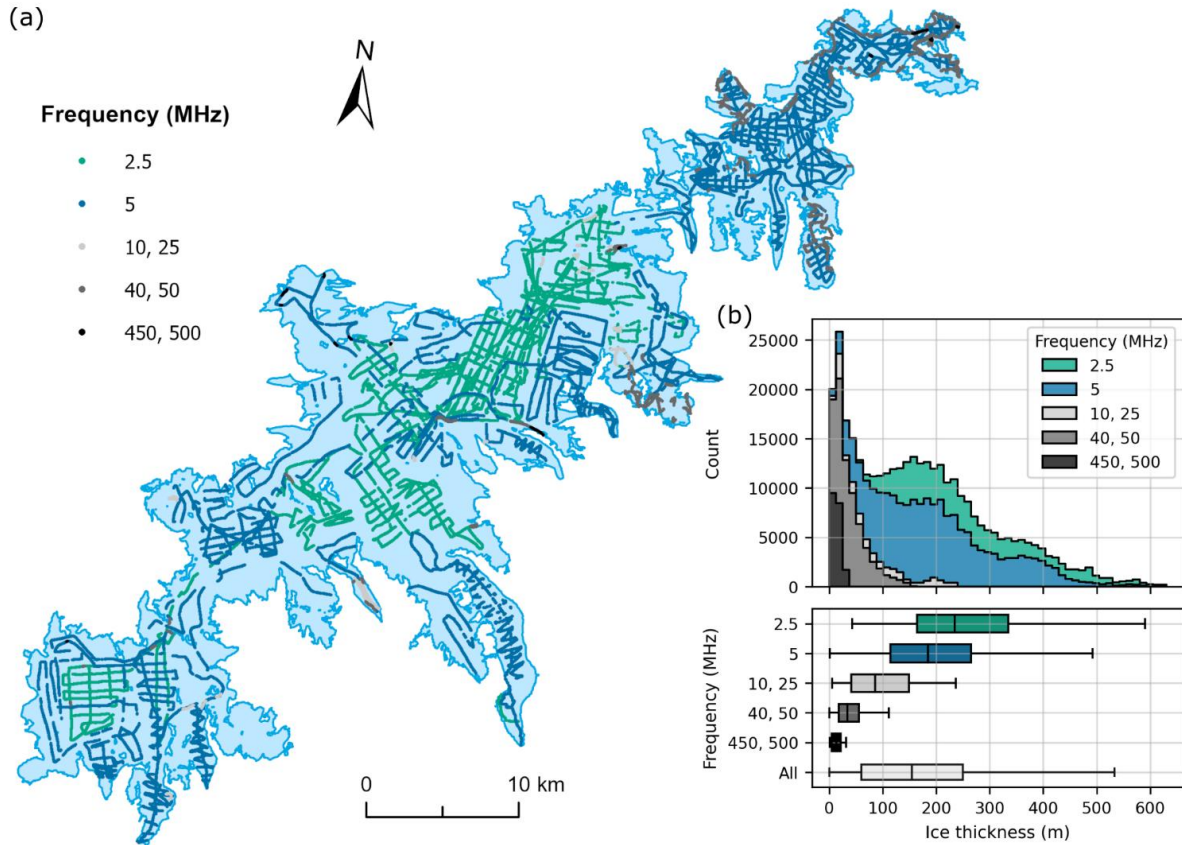 (a)
N
Frequency (MHz)
2.5
5
10, 25
40, 50
450, 500
0
10 km
(b)
25000
20000
15000
10000
5000
0
Count
Frequency (MHz)
2.5
5
10, 25
40, 50
450, 500
Frequency (MHz)
2.5
5
10, 25
40, 50
450, 500
All
0 100 200 300 400 500 600
Ice thickness (m)